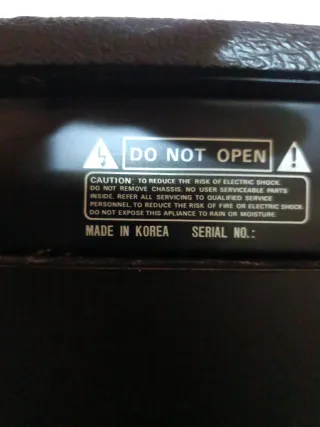 DO NOT OPEN
CAUTION: TO REDUCE THE RISK OF ELECTRIC SHOCK,
DO NOT REMOVE CHASSIS. NO USER SERVICEABLE PARTS
INSIDE. REFER ALL SERVICING TO QUALIFIED SERVICE
PERSONNEL. TO REDUCE THE RISK OF FIRE OR ELECTRIC SHOCK.
DO NOT EXPOSE THIS APLIANCE TO RAIN OR MOISTURE.
MADE IN KOREA SERIAL NO.: